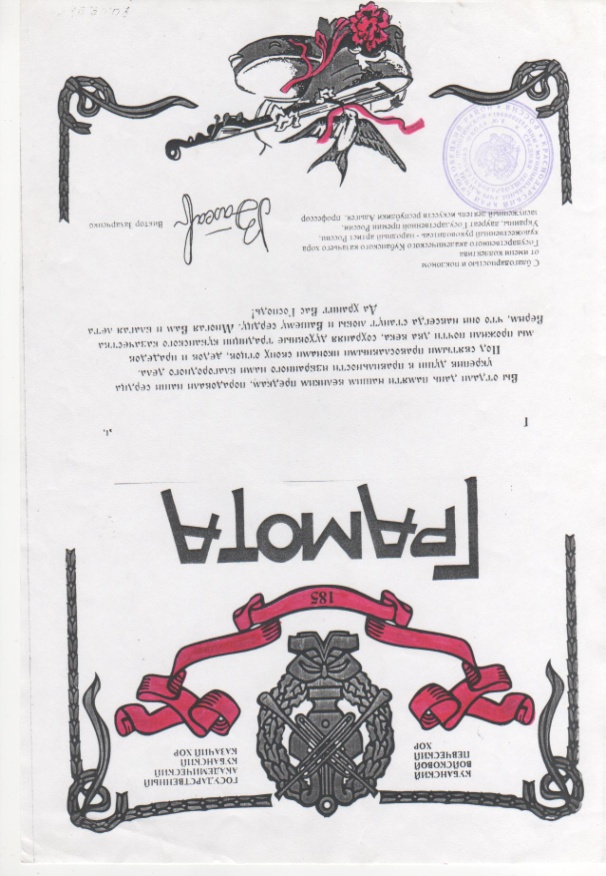 КУБАНСКИЙ
ВОЙСКОВОЙ
ПЕВЧЕСКИЙ
ХОР
ГОСУДАРСТВЕННЫЙ
АКАДЕМИЧЕСКИЙ
КУБАНСКИЙ
КАЗАЧИЙ ХОР
185
ГРАМОТА
Вы отдали дань памяти нашим великим предкам, порадовали наши сердца
укрепив души в правильности избранного нами благородного дела.
Под святыми православными иконами своих отцов, дедов и прадедов
мы прожили почти два века, сохраняя духовные традиции кубанского казачества
Верим, что они навсегда станут любы и Вашему сердцу. Многая Вам и благая лета
Да хранит Вас Господь!
С благодарностью и поклоном
от имени коллектива
Государственного академического Кубанского казачьего хора
художественный руководитель - народный артист России,
Украины, лауреат Государственной премии России,
заслуженный деятель искусств республики Адыгея, профессор
Виктор Захарченко